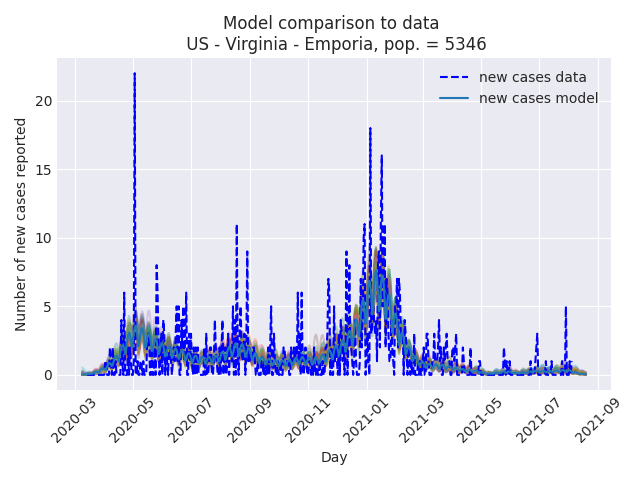 Model comparison to data
US - Virginia - Emporia, pop. = 5346
new cases data
new cases model
Number of new cases reported
20
15
10
5
0
2020-03
2020-05
2020-07
2020-09
2020-11
2021-01
2021-03
2021-05
2021-07
2021-09
Day